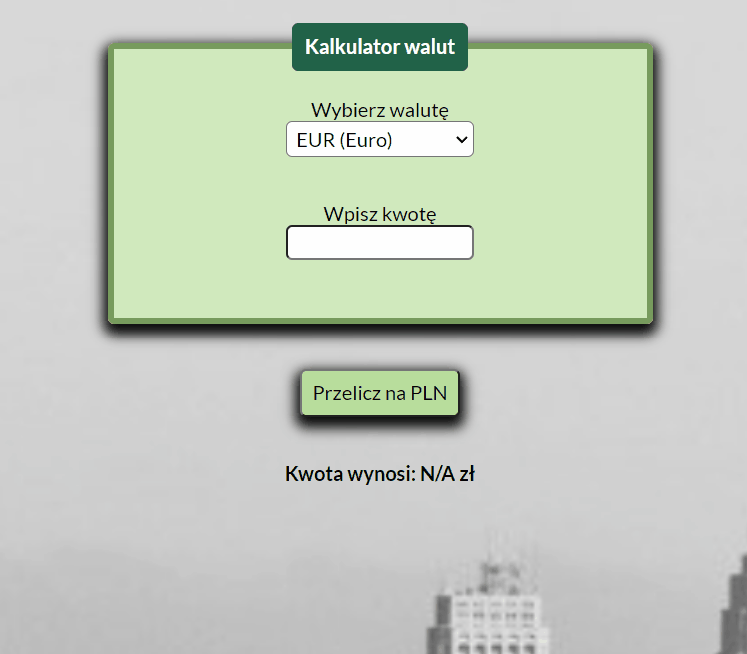 Kalkulator walut
Wybierz walutę
EUR (Euro)
Wpisz kwotę
Przelicz na PLN
Kwota wynosi: N/A zł